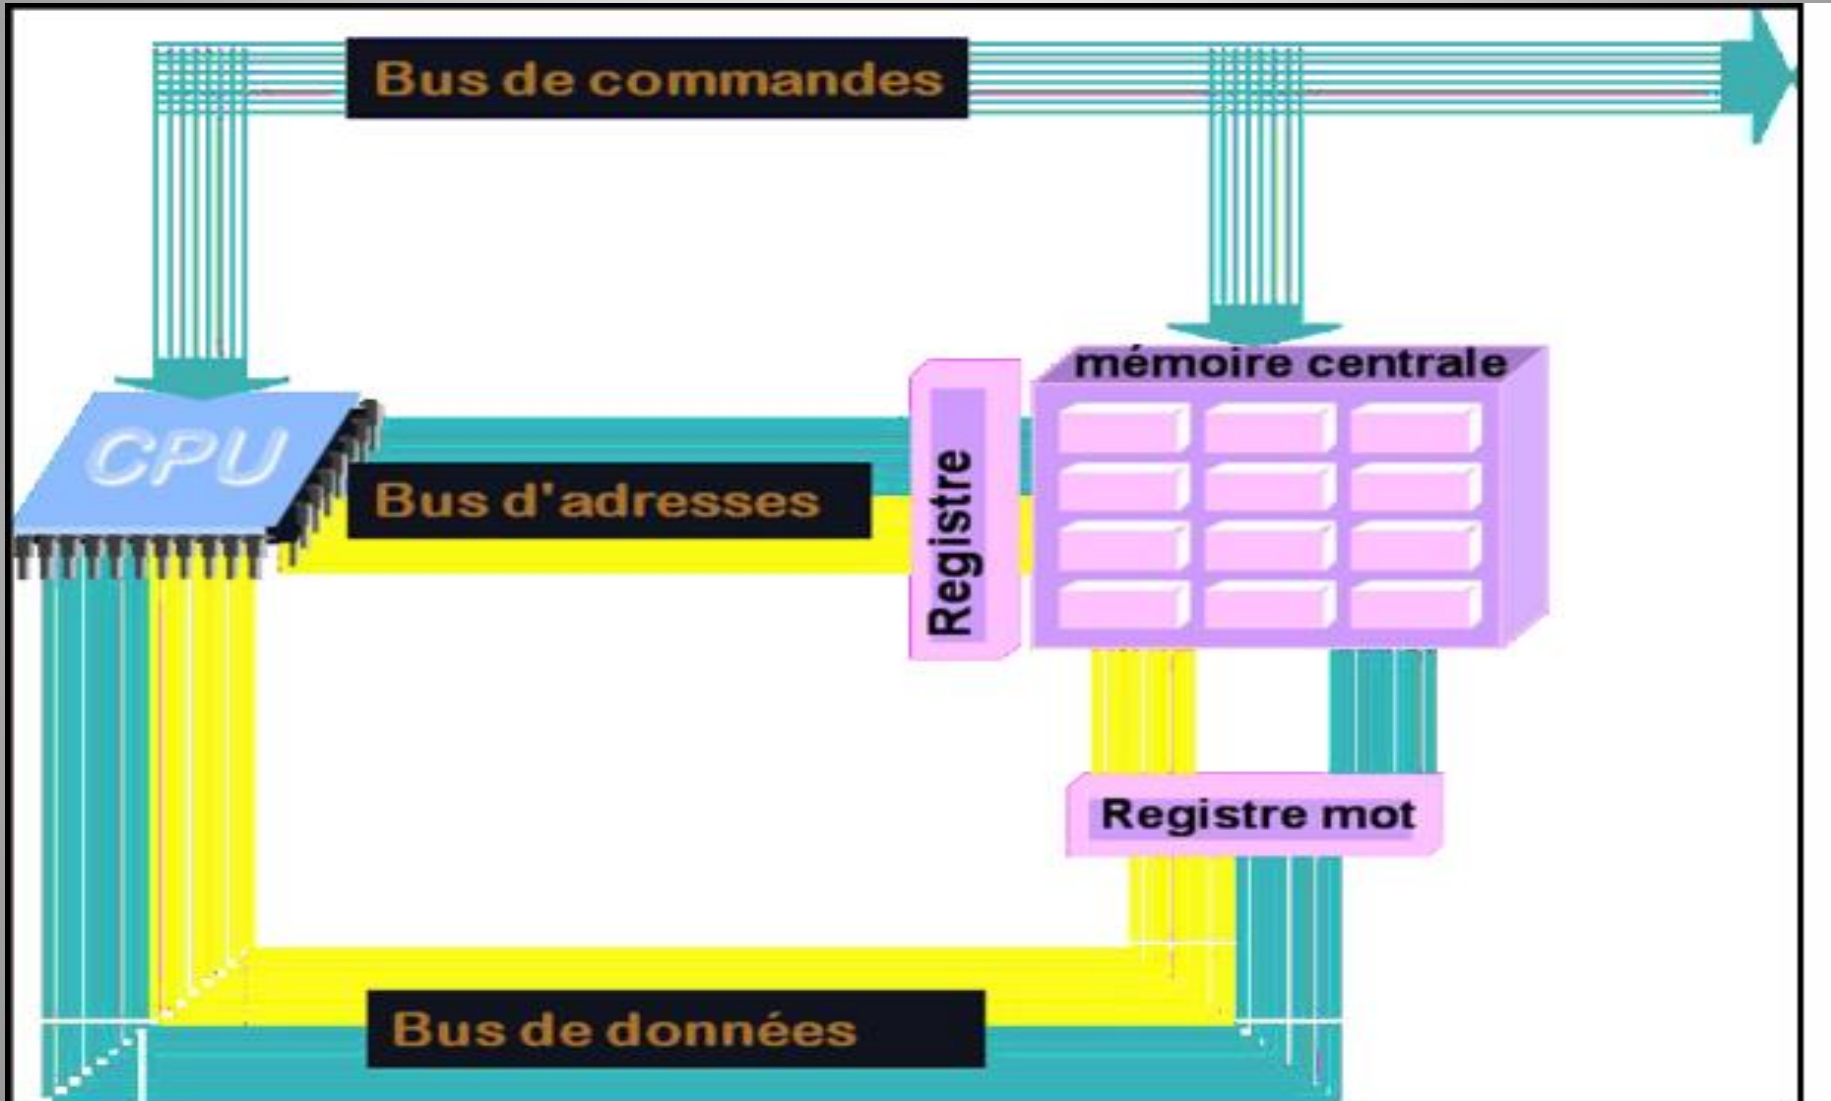 Bus de commandes
mémoire centrale
CPU
Bus d'adresses
Registre
Registre mot
Bus de données